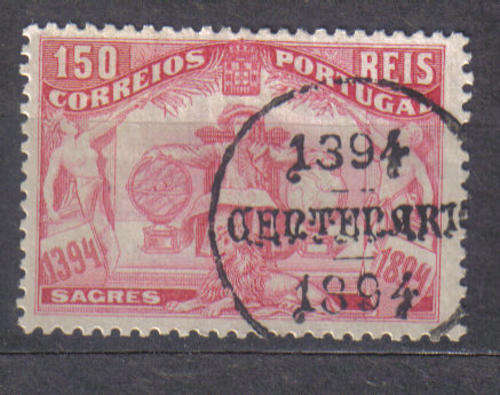 150 REIS
CORREIOS PORTUGAL
1394
CENTENARIO
1894
1394 1894
SAGRES